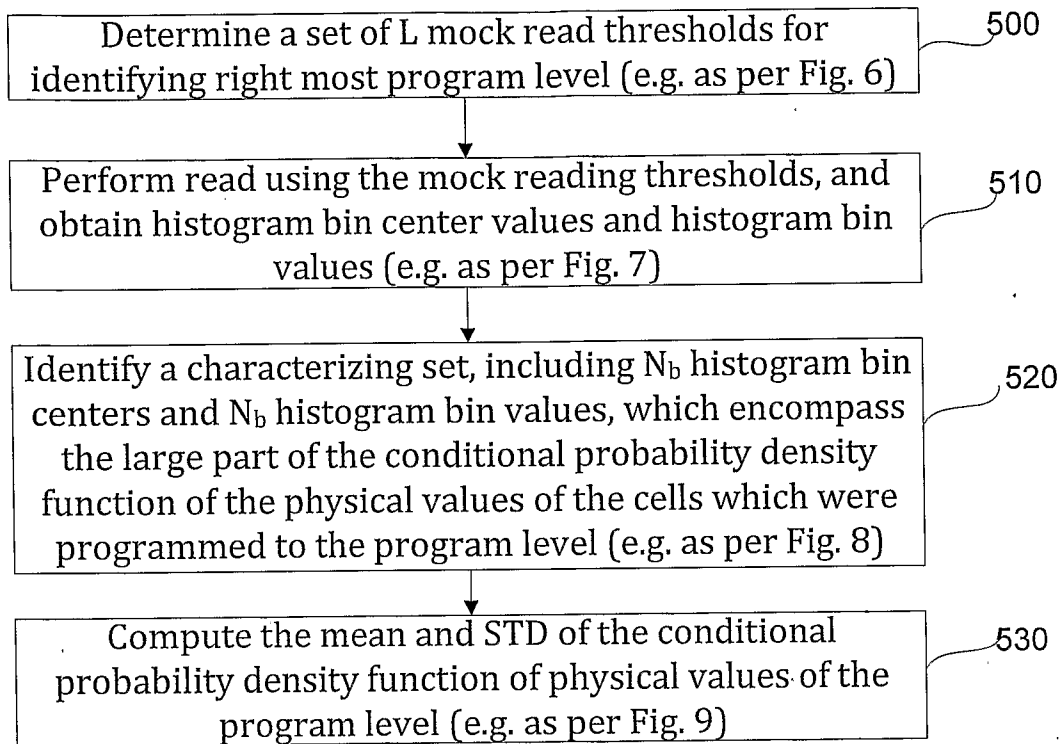 Determine a set of L mock read thresholds for
identifying right most program level (e.g. as per Fig. 6)
500
Perform read using the mock reading thresholds, and
obtain histogram bin center values and histogram bin
values (e.g. as per Fig. 7)
510
Identify a characterizing set, including Nb histogram bin
centers and Nb histogram bin values, which encompass
the large part of the conditional probability density
function of the physical values of the cells which were
programmed to the program level (e.g. as per Fig. 8)
520
Compute the mean and STD of the conditional
probability density function of physical values of the
program level (e.g. as per Fig. 9)
530